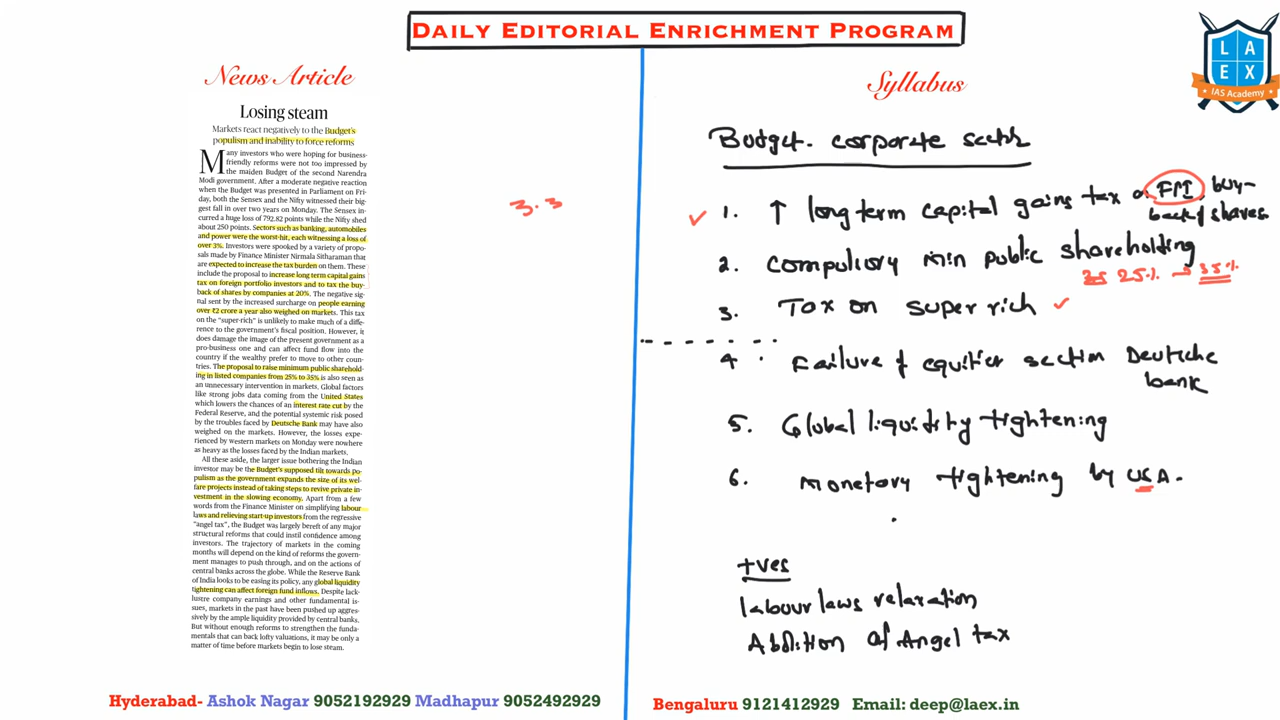 DAILY EDITORIAL ENRICHMENT PROGRAM
News Article
Losing steam
Markets react negatively to the Budget's
populism and inability to force reforms
Many investors who were hoping for business-
friendly reforms were not too impressed by
the maiden Budget of the second Narendra
Modi government. After a moderate negative reaction
when the Budget was presented in Parliament on Fri-
day, both the Sensex and the Nifty witnessed their big-
gest fall in over two years on Monday. The Sensex in-
curred a huge loss of 792.82 points while the Nifty shed
about 250 points. Sectors such as banking, automobiles
and power were the worst-hit, each witnessing a loss of
over 3%. Investors were spooked by a variety of propo-
sals made by Finance Minister Nirmala Sitharaman that
are expected to increase the tax burden on them. These
include the proposal to increase long term capital gains
tax on foreign portfolio investors and to tax the buy-
back of shares by companies at 20%. The negative sig-
nal sent by the increased surcharge on people earning
over ₹2 crore a year also weighed on markets. This tax
on the "super-rich" is unlikely to make much of a diffe-
rence to the government's fiscal position. However, it
does damage the image of the present government as a
pro-business one and can affect fund flow into the
country if the wealthy prefer to move to other coun-
tries. The proposal to raise minimum public sharehold-
ing in listed companies from 25% to 35% is also seen as
an unnecessary intervention in markets. Global factors
like strong jobs data coming from the United States
which lowers the chances of an interest rate cut by the
Federal Reserve, and the potential systemic risk posed
by the troubles faced by Deutsche Bank may have also
weighed on the markets. However, the losses expe-
rienced by western markets on Monday were nowhere
as heavy as the losses faced by the Indian markets.
All these aside, the larger issue bothering the Indian
investor may be the Budget's supposed tilt towards po-
pulism as the government expands the size of its wel-
fare projects instead of taking steps to revive private in-
vestment in the slowing economy. Apart from a few
words from the Finance Minister on simplifying labour
laws and relieving start-up investors from the regressive
"angel tax", the Budget was largely bereft of any major
structural reforms that could instil confidence among
investors. The trajectory of markets in the coming
months will depend on the kind of reforms the govern-
ment manages to push through, and on the actions of
central banks across the globe. While the Reserve Bank
of India looks to be easing its policy, any global liquidity
tightening can affect foreign fund inflows. Despite lack-
lustre company earnings and other fundamental is-
sues, markets in the past have been pushed up aggres-
sively by the ample liquidity provided by central banks.
But without enough reforms to strengthen the funda-
mentals that can back lofty valuations, it may be only a
matter of time before markets begin to lose steam.
3.3
Syllabus
LAEX
IAS Academy
Budget. corporate sector
1. ↑ long term capital gains tax on FPI, buy-
back of shares
2. Compulsory min public shareholding
25% → 35%
3. Tax on super rich
4. Failure of equities section Deutsche
bank
5. Global liquidity tightening
6. Monetary tightening by USA.
+ves
labour laws relaxation
Abolition of Angel tax
Hyderabad- Ashok Nagar 9052192929 Madhapur 9052492929
Bengaluru 9121412929 Email: deep@laex.in